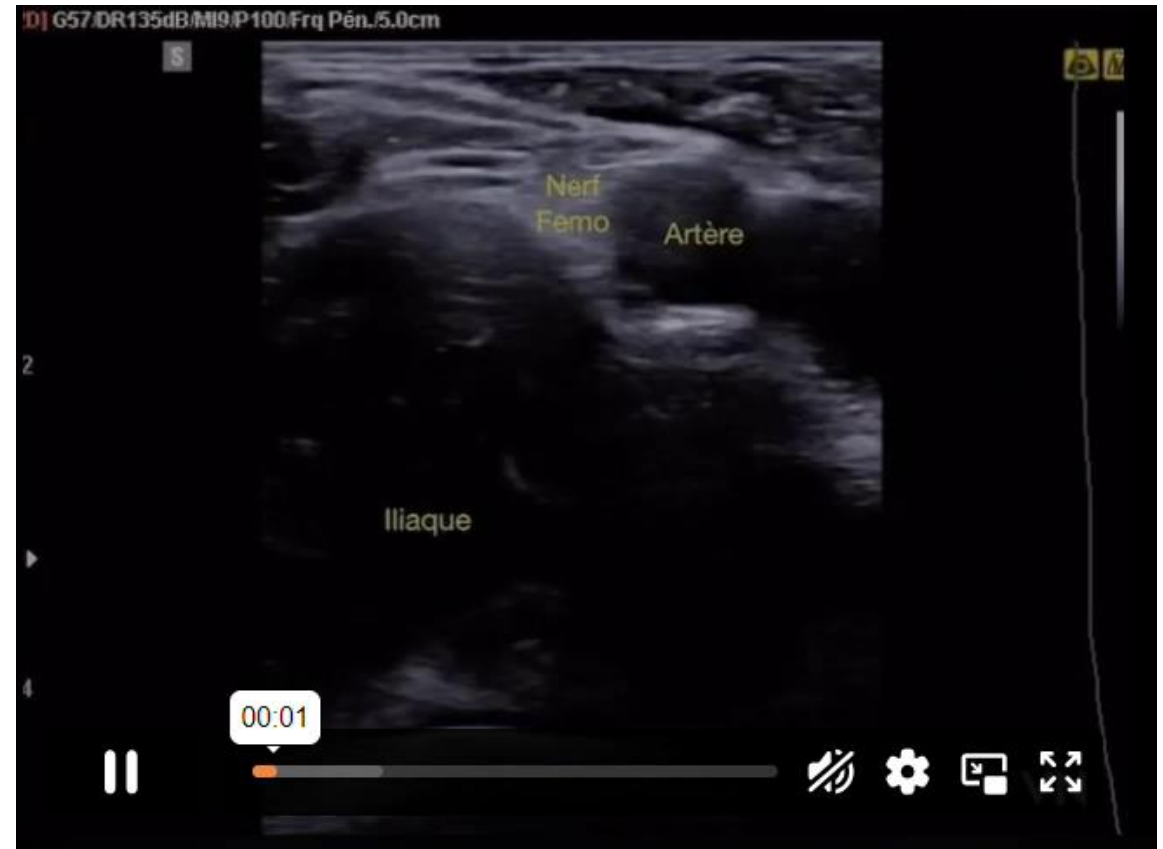 D] G57/DR135dB/MI9/P100/Frq Pén./5.0cm
S
M
Nerf
Femo
Artère
2
Iliaque
4
00:01